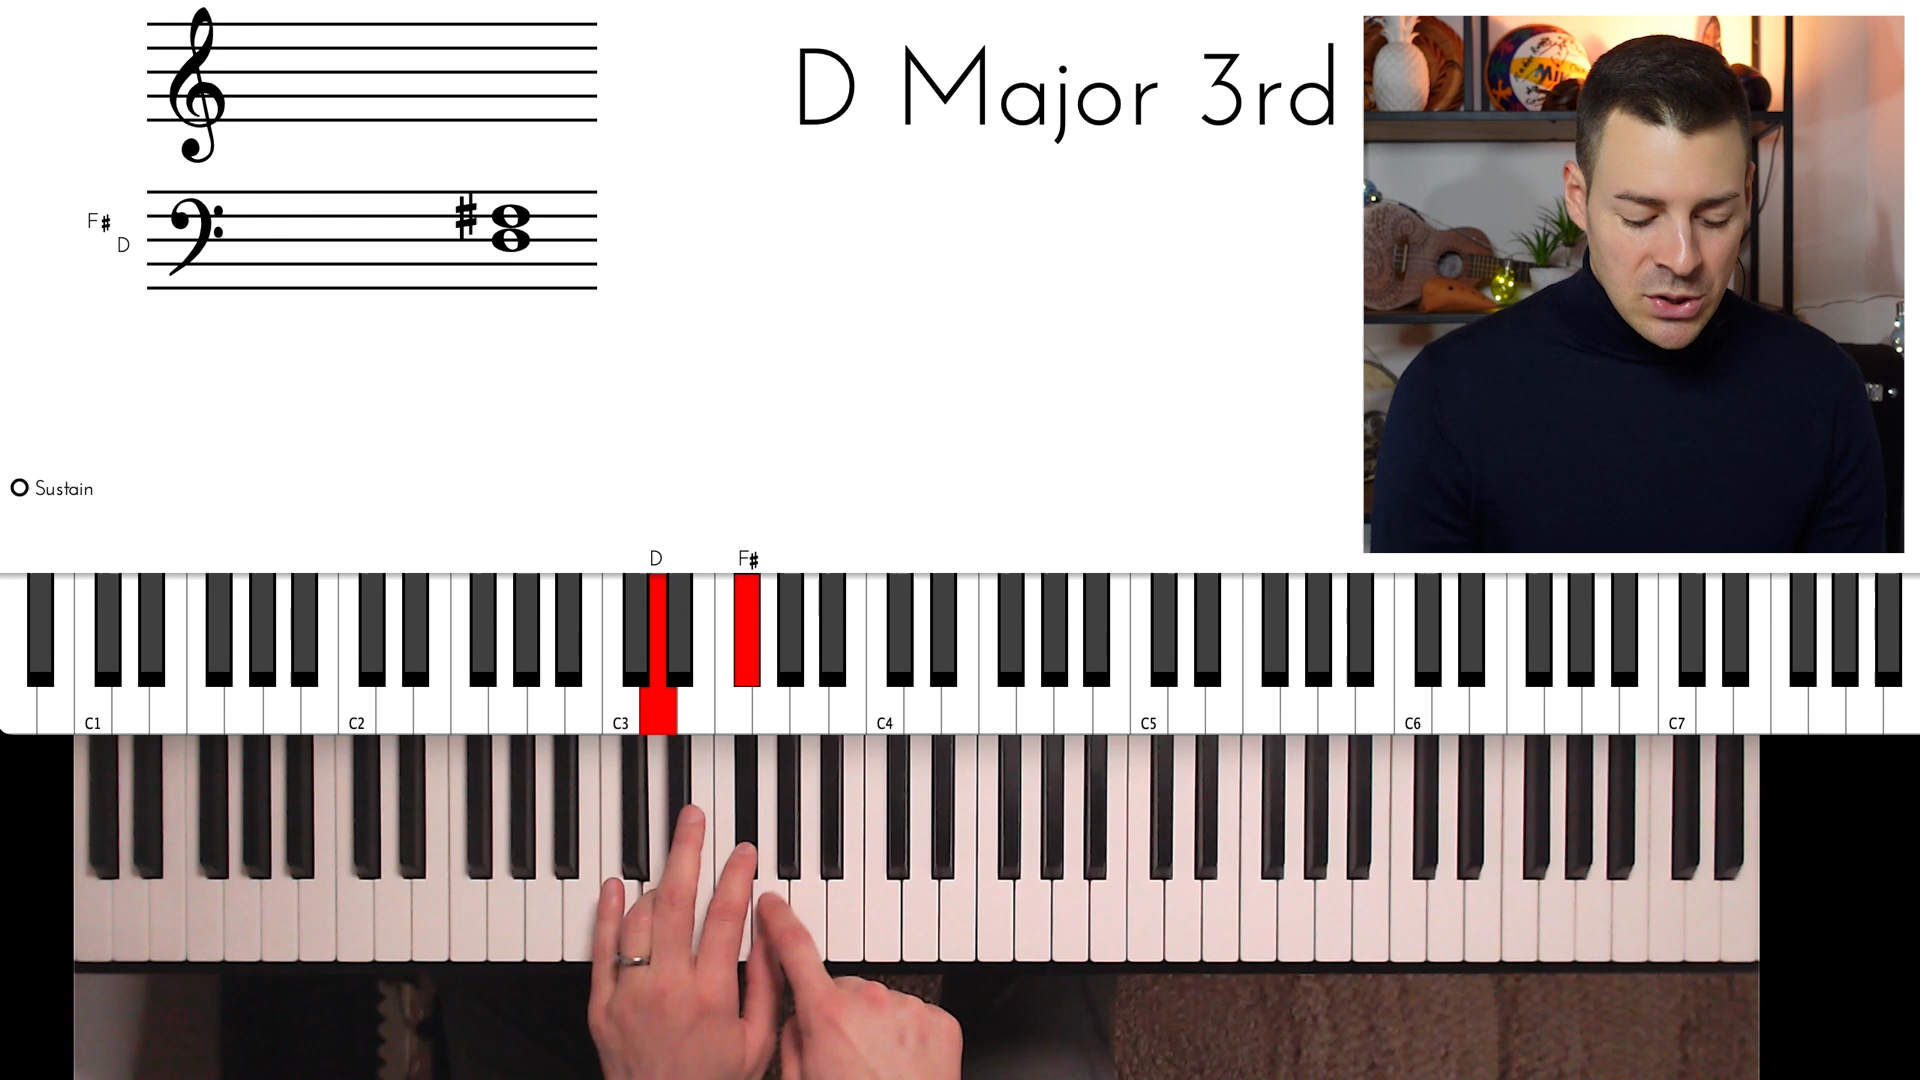 D Major 3rd
F#
D
Sustain
D F#
C1 C2 C3 C4 C5 C6 C7